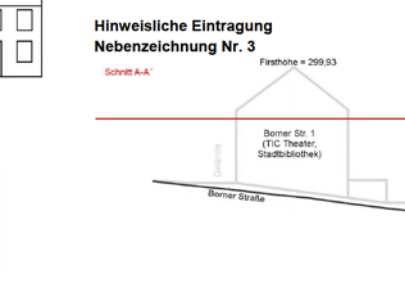 Hinweisliche Eintragung
Nebenzeichnung Nr. 3
Schnitt A-A'
Firsthöhe = 299,93
Borner Str. 1
(TIC Theater,
Stadtbibliothek)
Gelände
Borner Straße